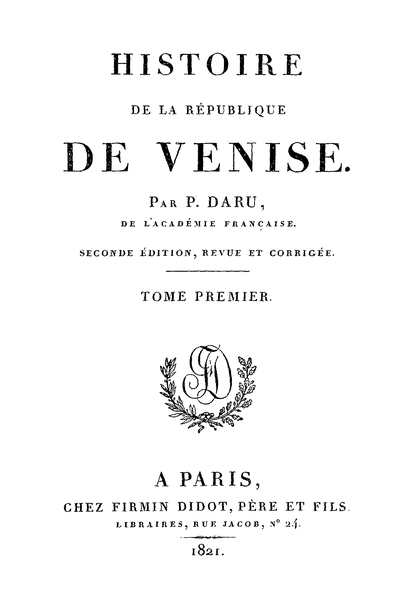 HISTOIRE
DE LA RÉPUBLIQUE
DE VENISE.
PAR P. DARU,
DE L'ACADÉMIE FRANÇAISE.
SECONDE ÉDITION, REVUE ET CORRIGÉE.
TOME PREMIER.
FD
A PARIS,
CHEZ FIRMIN DIDOT, PÈRE ET FILS
LIBRAIRES, RUE JACOB, N° 24.
1821.